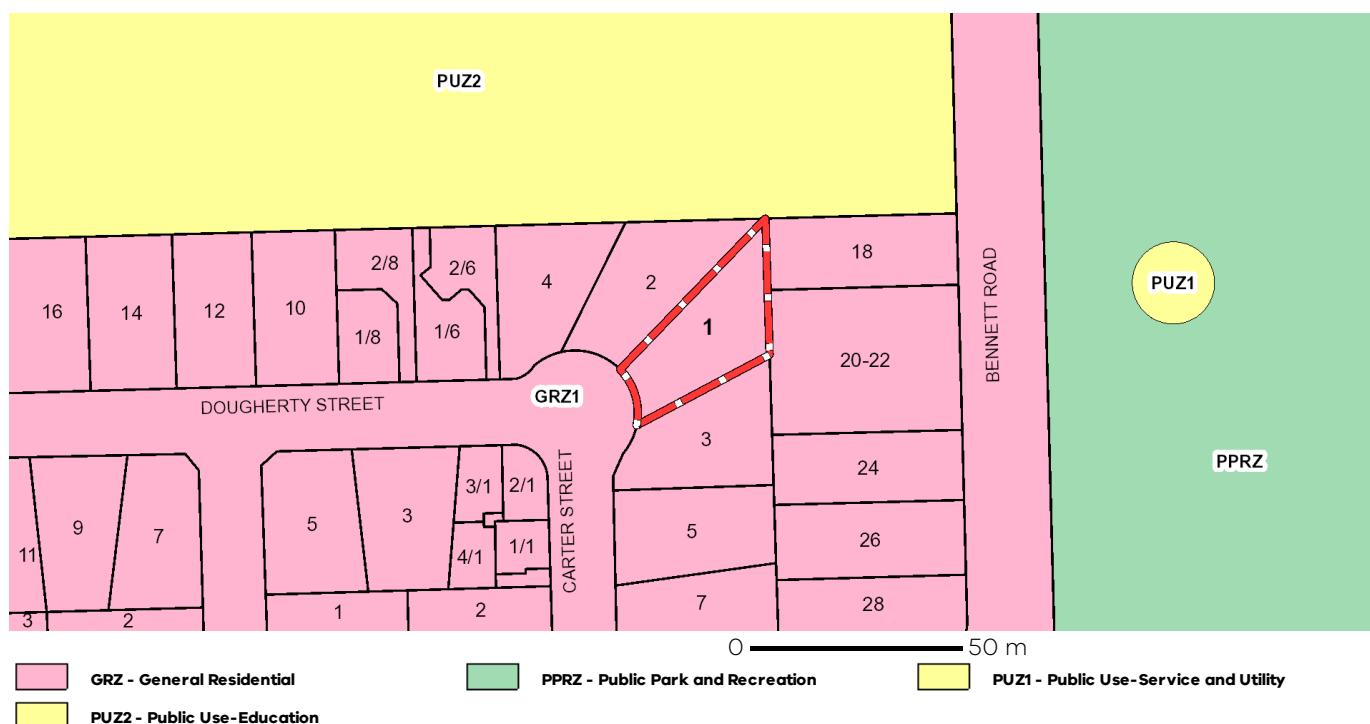 PUZ2
18
2/8
2/6
4
2
PUZ1
16
14
12
10
1/8
1/6
1
20-22
BENNETT ROAD
DOUGHERTY STREET
GRZ1
3
24
PPRZ
11
9
7
5
3
3/1
2/1
4/1
1/1
CARTER STREET
5
26
3
2
1
2
7
28
0 50 m
GRZ - General Residential
PPRZ - Public Park and Recreation
PUZ1 - Public Use-Service and Utility
PUZ2 - Public Use-Education